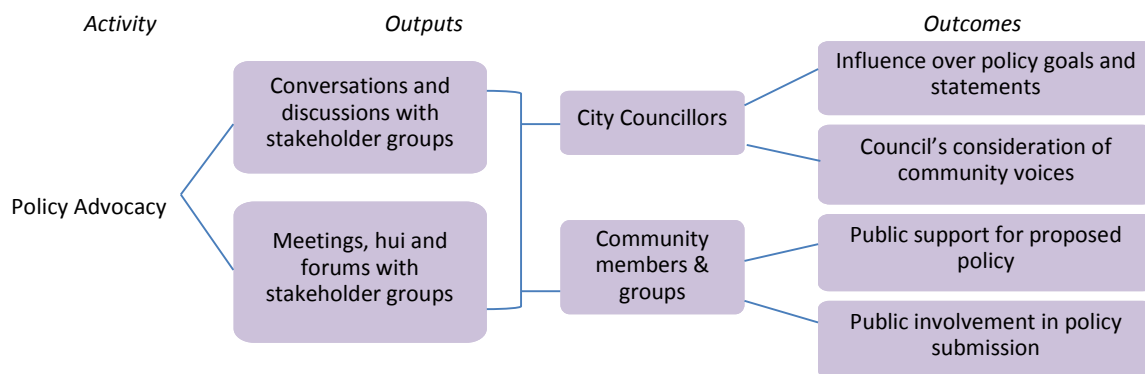 Activity
Outputs
Outcomes
Policy Advocacy
Conversations and
discussions with
stakeholder groups
Meetings, hui and
forums with
stakeholder groups
City Councillors
Community
members &
groups
Influence over policy goals and
statements
Council’s consideration of
community voices
Public support for proposed
policy
Public involvement in policy
submission